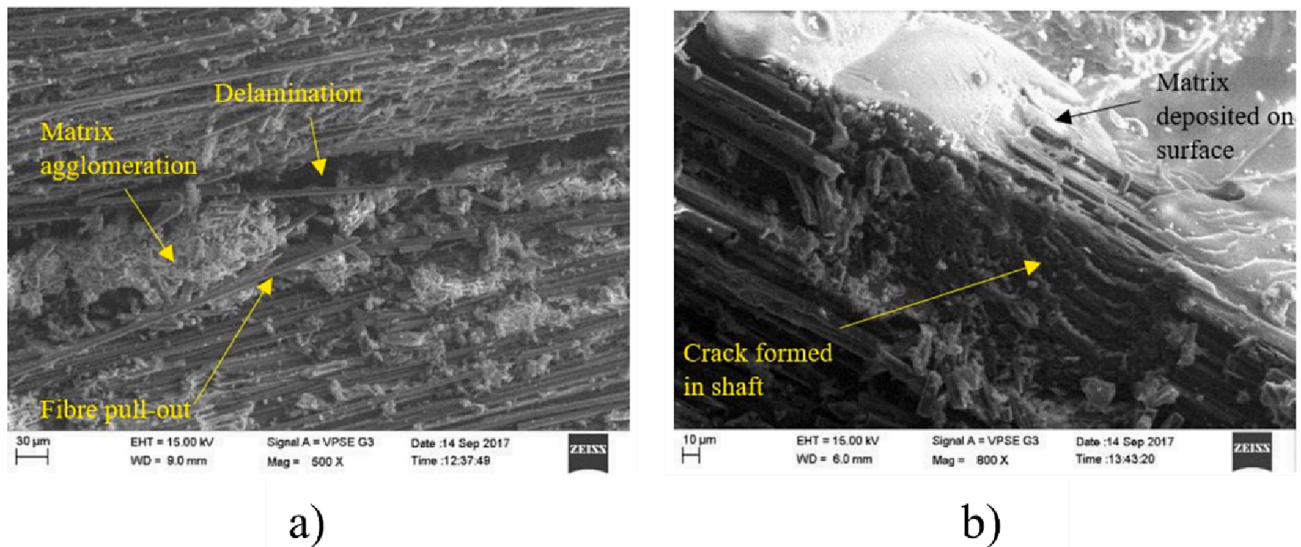 Delamination
Matrix
agglomeration
Fibre pull-out
30 µm
EHT = 15.00 kV
Signal A = VPSE G3
Date :14 Sep 2017
WD = 9.0 mm
Mag = 500 X
Time :12:37:49
ZEISS
a)
Matrix
deposited on
surface
Crack formed
in shaft
10 µm
EHT = 15.00 kV
Signal A = VPSE G3
Date :14 Sep 2017
WD = 6.0 mm
Mag = 800 X
Time :13:43:20
ZEISS
b)